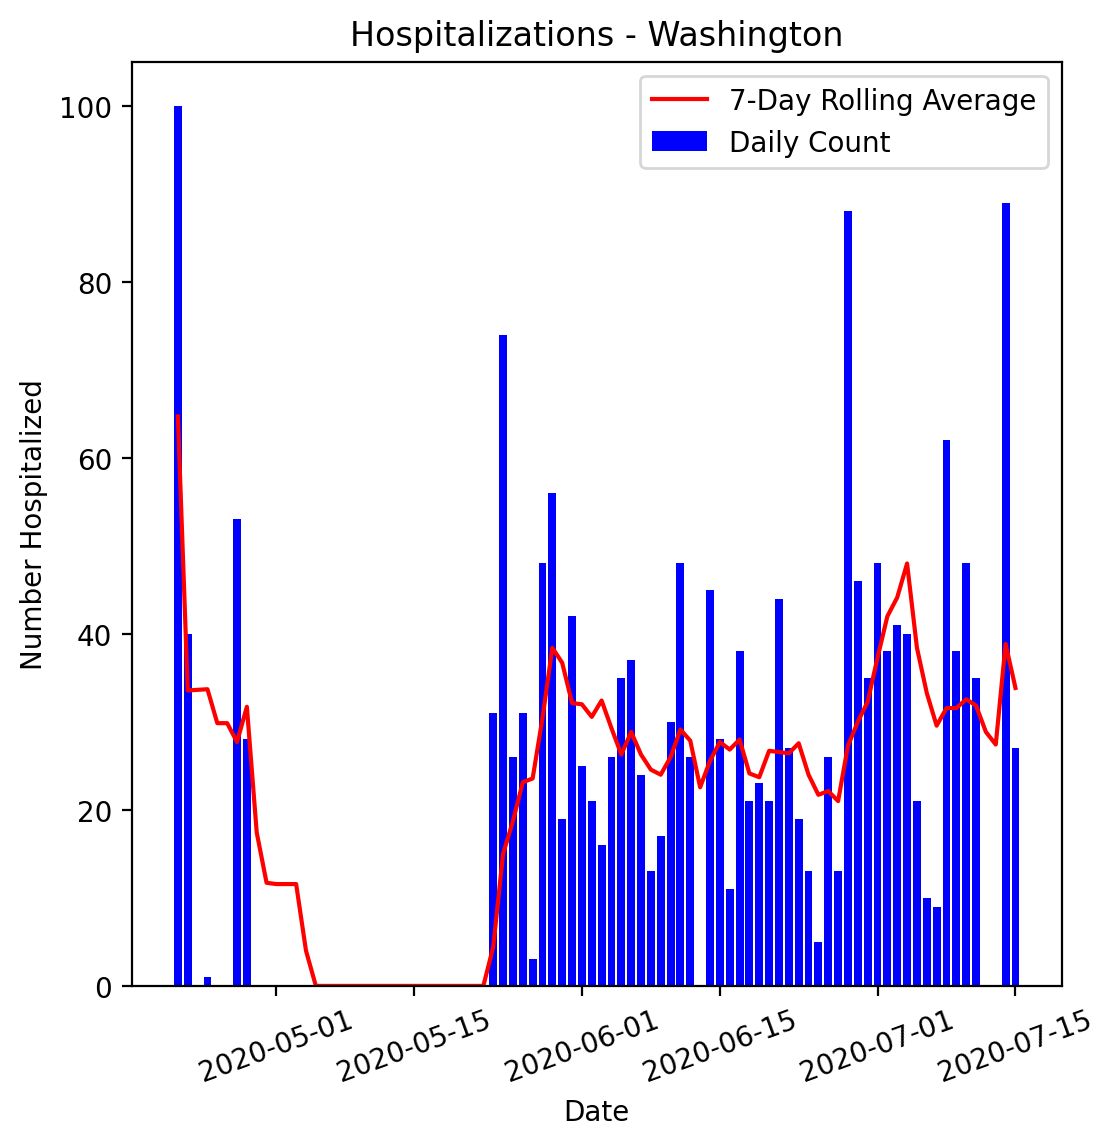 Hospitalizations - Washington
7-Day Rolling Average
Daily Count
100
80
60
40
20
0
Number Hospitalized
2020-05-01
2020-05-15
2020-06-01
2020-06-15
2020-07-01
2020-07-15
Date